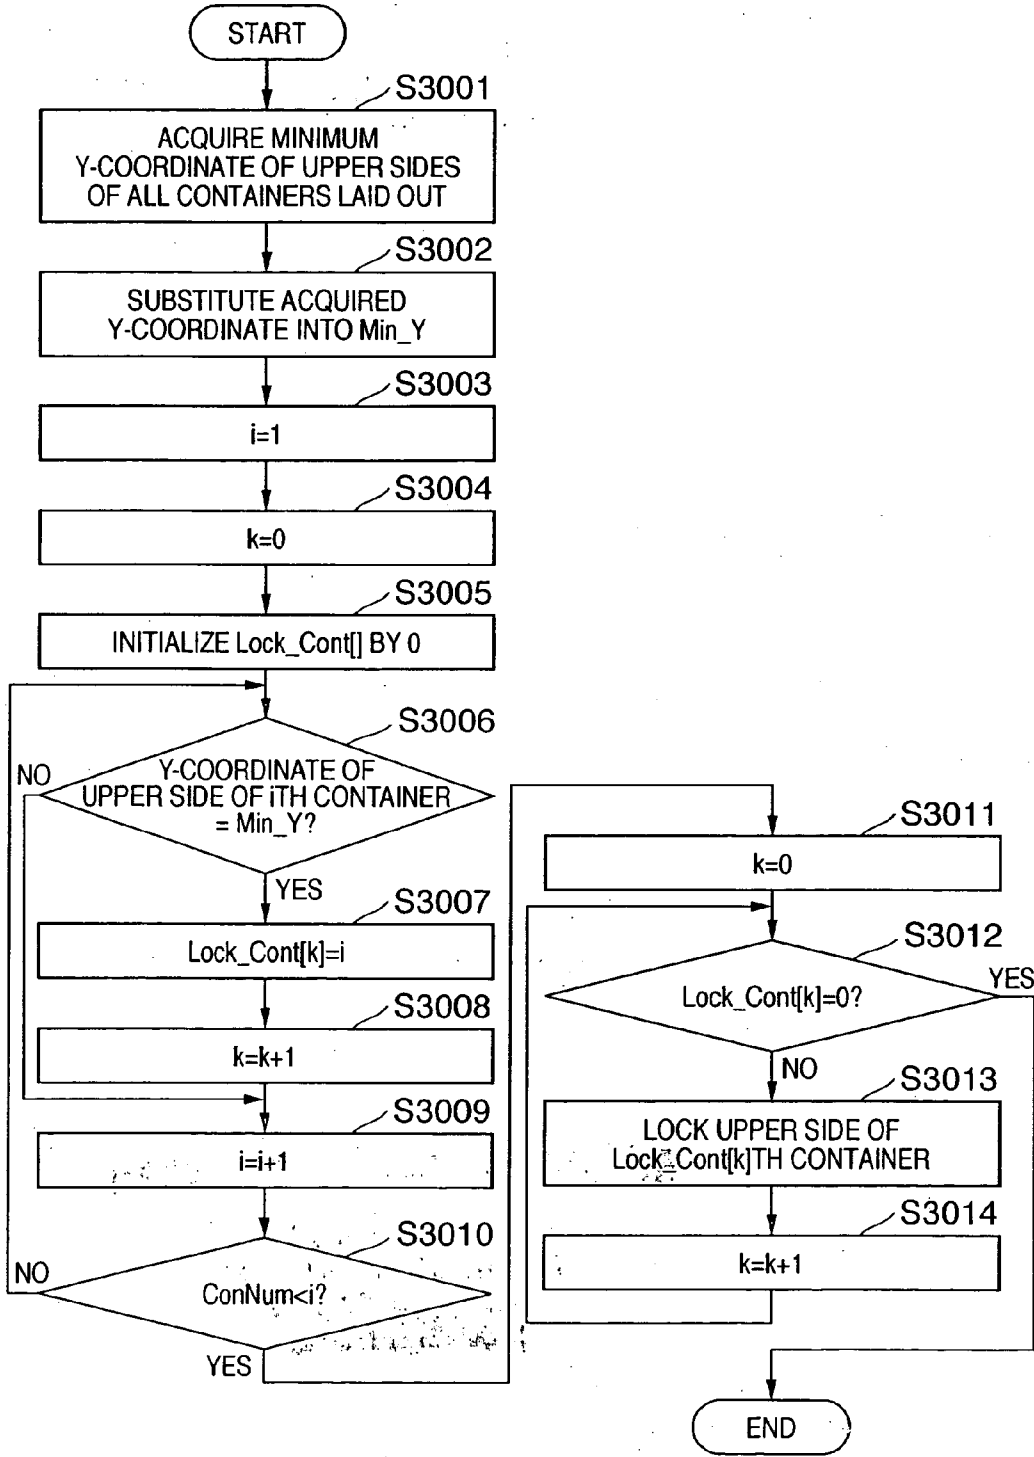 START
S3001
ACQUIRE MINIMUM
Y-COORDINATE OF UPPER SIDES
OF ALL CONTAINERS LAID OUT
S3002
SUBSTITUTE ACQUIRED
Y-COORDINATE INTO Min_Y
S3003
i=1
S3004
k=0
S3005
INITIALIZE Lock_Cont[] BY 0
S3006
NO
Y-COORDINATE OF
UPPER SIDE OF iTH CONTAINER
= Min_Y?
YES
S3007
Lock_Cont[k]=i
S3008
k=k+1
S3009
i=i+1
S3010
NO
ConNum<i?
YES
S3011
k=0
S3012
YES
Lock_Cont[k]=0?
NO
S3013
LOCK UPPER SIDE OF
Lock_Cont[k]TH CONTAINER
S3014
k=k+1
END